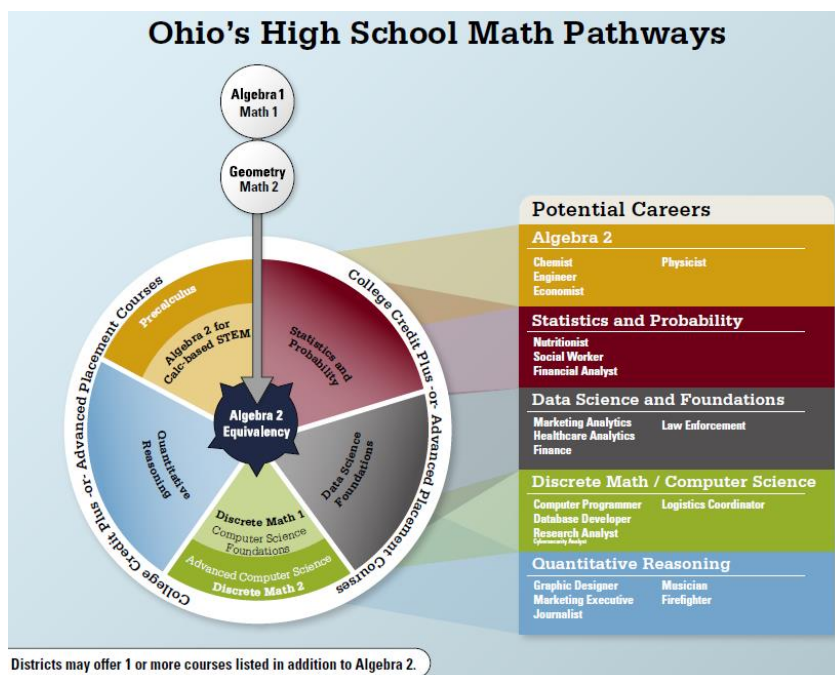 Ohio's High School Math Pathways
Algebra 1
Math 1
Geometry
Math 2
College Credit Plus -or- Advanced Placement Courses
College Credit Plus -or- Advanced Placement Courses
Precalculus
Algebra 2 for
Calc-based STEM
Statistics and
Probability
Algebra 2
Equivalency
Quantitative
Reasoning
Data Science
Foundations
Discrete Math 1
Computer Science
Foundations
Advanced Computer Science
Discrete Math 2
Potential Careers
Algebra 2
Chemist
Engineer
Economist
Physicist
Statistics and Probability
Nutritionist
Social Worker
Financial Analyst
Data Science and Foundations
Marketing Analytics
Healthcare Analytics
Finance
Law Enforcement
Discrete Math / Computer Science
Computer Programmer
Database Developer
Research Analyst
Cybersecurity Analyst
Logistics Coordinator
Quantitative Reasoning
Graphic Designer
Marketing Executive
Journalist
Musician
Firefighter
Districts may offer 1 or more courses listed in addition to Algebra 2.